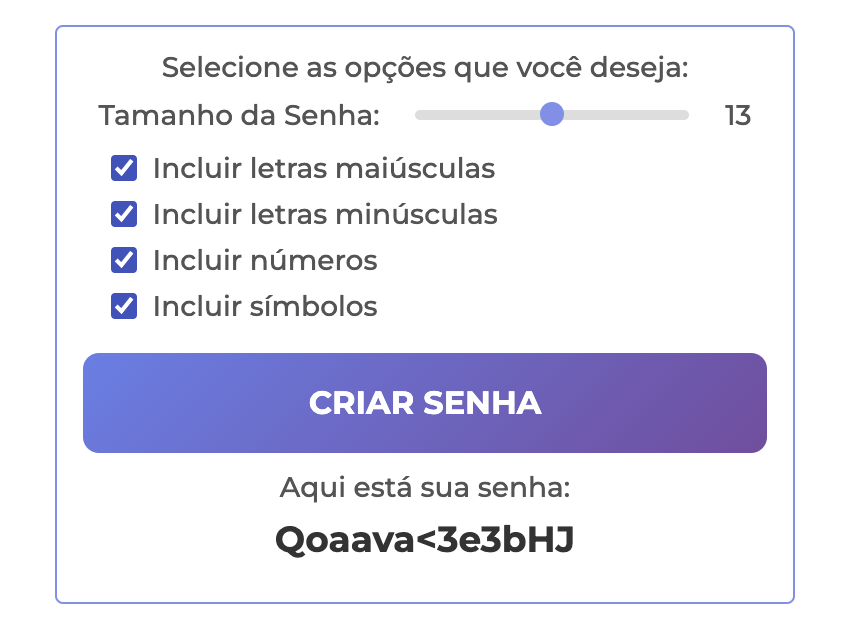 Selecione as opções que você deseja:
Tamanho da Senha: 13
Incluir letras maiúsculas
Incluir letras minúsculas
Incluir números
Incluir símbolos
CRIAR SENHA
Aqui está sua senha:
Qoaava<3e3bHJ